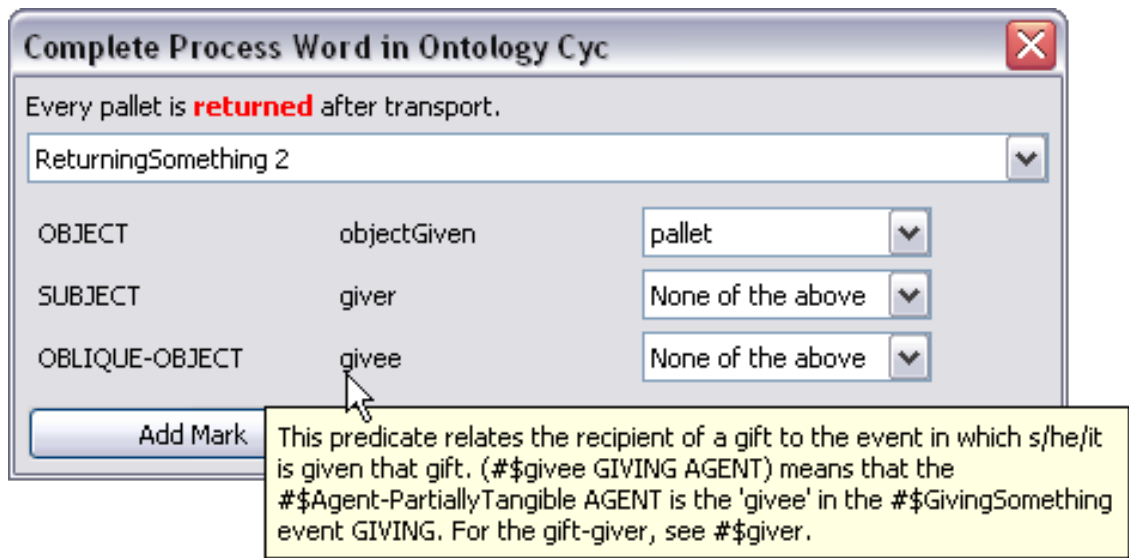 Complete Process Word in Ontology Cyc
Every pallet is returned after transport.
ReturningSomething 2
OBJECT objectGiven pallet
SUBJECT giver None of the above
OBLIQUE-OBJECT givee None of the above
Add Mark
This predicate relates the recipient of a gift to the event in which s/he/it
is given that gift. (#$givee GIVING AGENT) means that the
#$Agent-PartiallyTangible AGENT is the 'givee' in the #$GivingSomething
event GIVING. For the gift-giver, see #$giver.